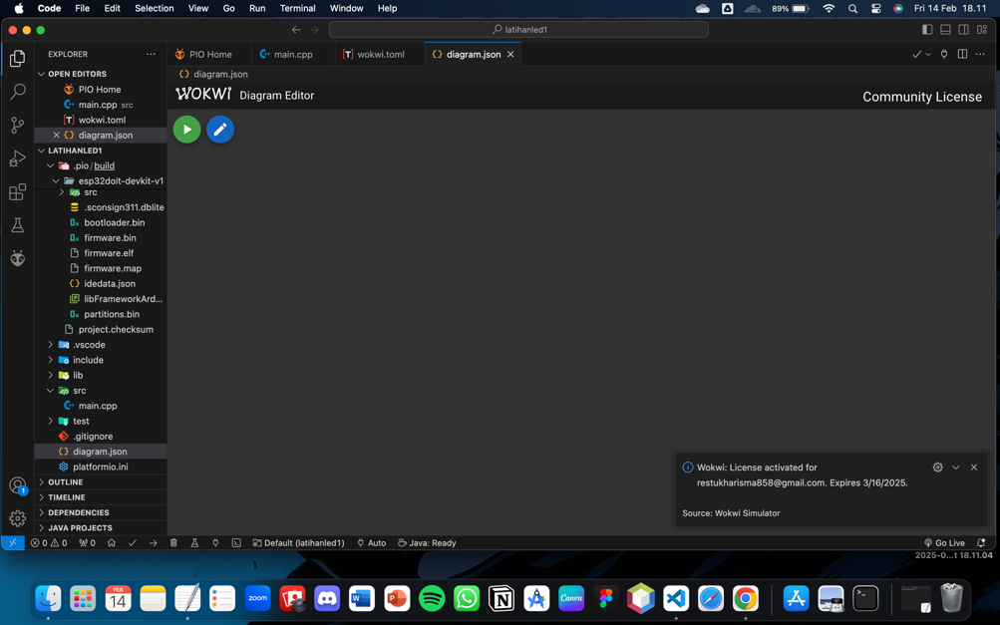 Code File Edit Selection View Go Run Terminal Window Help 89% Fri 14 Feb 18.11
latihanled1
EXPLORER
PIO Home
main.cpp
wokwi.toml
diagram.json
OPEN EDITORS
PIO Home
main.cpp src
wokwi.toml
diagram.json
LATIHANLED1
.pio / build
esp32doit-devkit-v1
src
.sconsign311.dblite
bootloader.bin
firmware.bin
firmware.elf
firmware.map
idedata.json
libFrameworkArd...
partitions.bin
project.checksum
.vscode
include
lib
src
main.cpp
test
.gitignore
diagram.json
platformio.ini
OUTLINE
TIMELINE
DEPENDENCIES
JAVA PROJECTS
diagram.json
WOKWI Diagram Editor
Community License
Wokwi: License activated for
restukharisma858@gmail.com. Expires 3/16/2025.
Source: Wokwi Simulator
1
0 0 0 Default (latihanled1) Auto Java: Ready Go Live
2025-0...t 18.11.04
FEB
14
zoom
Canva